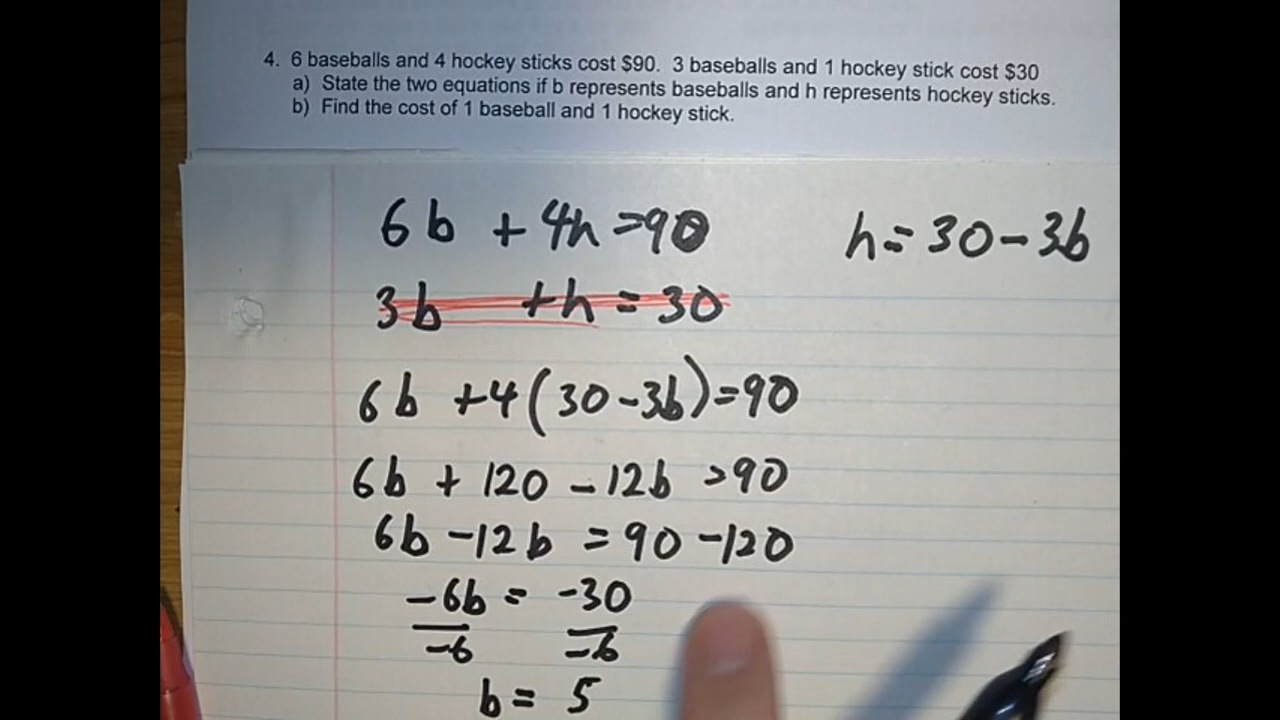 4. 6 baseballs and 4 hockey sticks cost $90. 3 baseballs and 1 hockey stick cost $30
a) State the two equations if b represents baseballs and h represents hockey sticks.
b) Find the cost of 1 baseball and 1 hockey stick.
6b + 4h = 90
h = 30 - 3b
3b + h = 30
6b + 4(30 - 3b) = 90
6b + 120 - 12b = 90
6b - 12b = 90 - 120
-6b = -30
-6 -6
b = 5